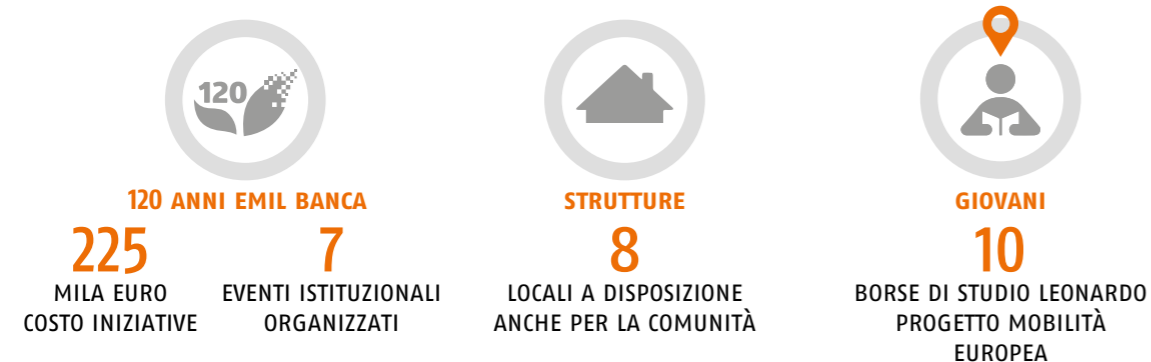 120
120 ANNI EMIL BANCA
225
MILA EURO
COSTO INIZIATIVE
7
EVENTI ISTITUZIONALI
ORGANIZZATI
STRUTTURE
8
LOCALI A DISPOSIZIONE
ANCHE PER LA COMUNITÀ
GIOVANI
10
BORSE DI STUDIO LEONARDO
PROGETTO MOBILITÀ
EUROPEA